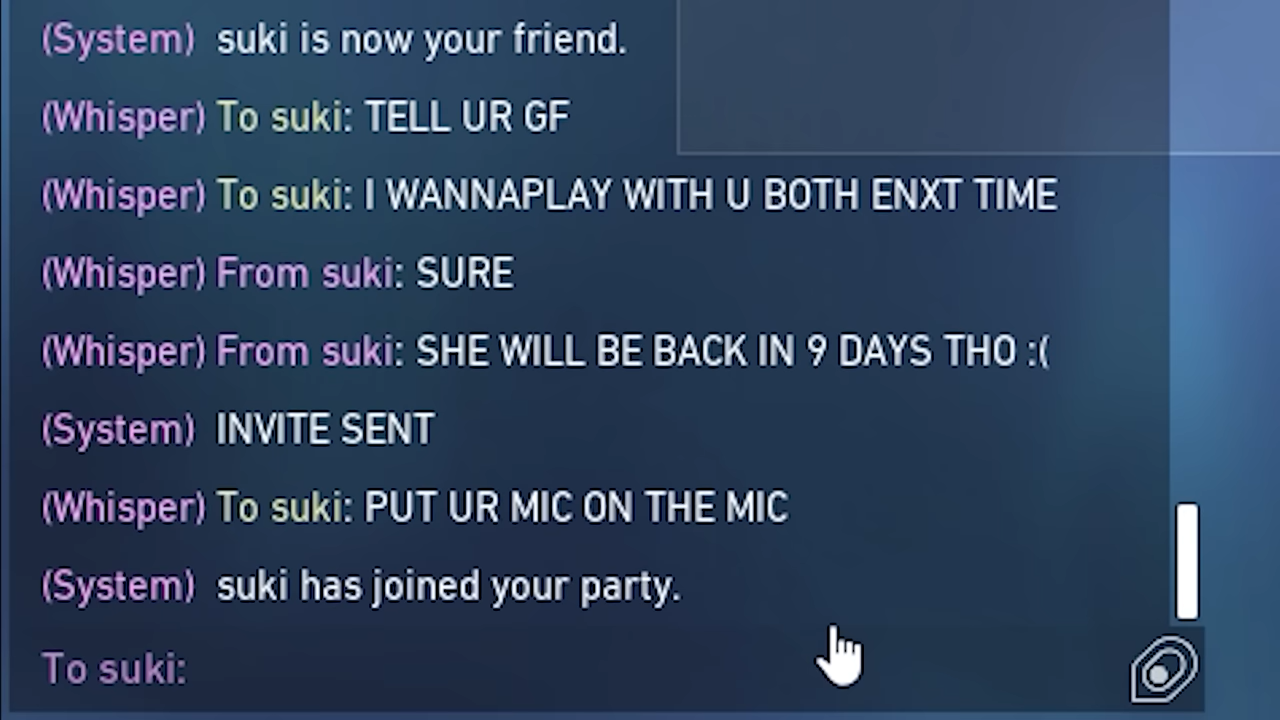 (System) suki is now your friend.
(Whisper) To suki: TELL UR GF
(Whisper) To suki: I WANNAPLAY WITH U BOTH ENXT TIME
(Whisper) From suki: SURE
(Whisper) From suki: SHE WILL BE BACK IN 9 DAYS THO :(
(System) INVITE SENT
(Whisper) To suki: PUT UR MIC ON THE MIC
(System) suki has joined your party.
To suki: